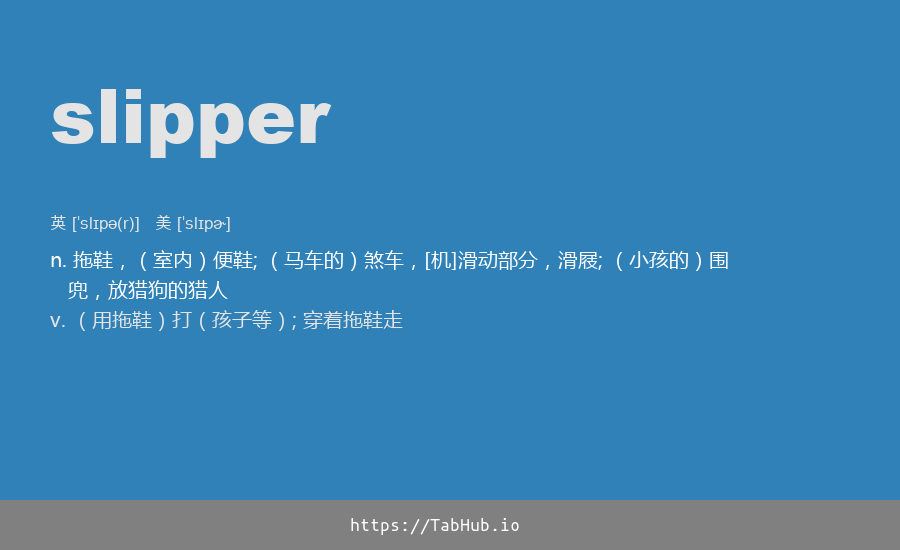 slipper
英 [ˈslɪpə(r)] 美 [ˈslɪpɚ]
n. 拖鞋，（室内）便鞋; （马车的）煞车，[机]滑动部分，滑屐; （小孩的）围
兜，放猎狗的猎人
v. （用拖鞋）打（孩子等）; 穿着拖鞋走
https://TabHub.io